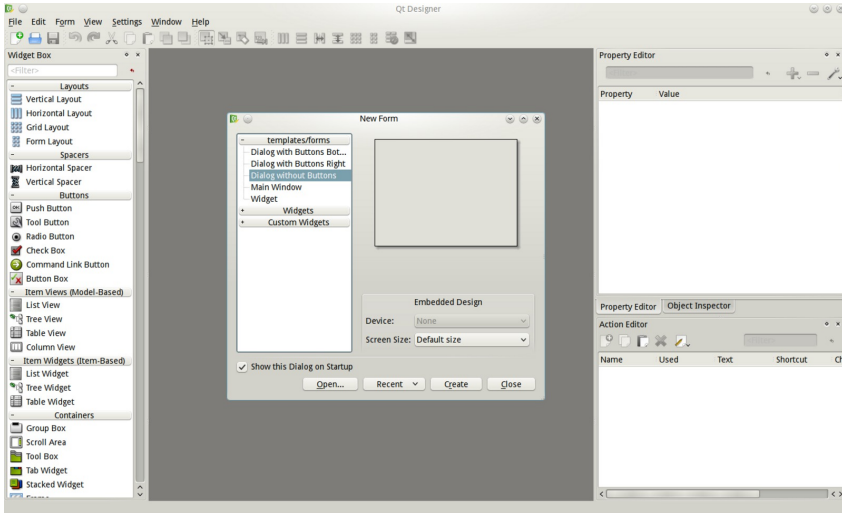 Qt Designer
File Edit Form View Settings Window Help
Widget Box
<Filter>
Layouts
Vertical Layout
Horizontal Layout
Grid Layout
Form Layout
Spacers
Horizontal Spacer
Vertical Spacer
Buttons
Push Button
Tool Button
Radio Button
Check Box
Command Link Button
Button Box
Item Views (Model-Based)
List View
Tree View
Table View
Column View
Item Widgets (Item-Based)
List Widget
Tree Widget
Table Widget
Containers
Group Box
Scroll Area
Tool Box
Tab Widget
Stacked Widget
New Form
templates/forms
Dialog with Buttons Bot...
Dialog with Buttons Right
Dialog without Buttons
Main Window
Widget
Widgets
Custom Widgets
Embedded Design
Device: None
Screen Size: Default size
Show this Dialog on Startup
Open... Recent Create Close
Property Editor
Property Value
Property Editor Object Inspector
Action Editor
Name Used Text Shortcut